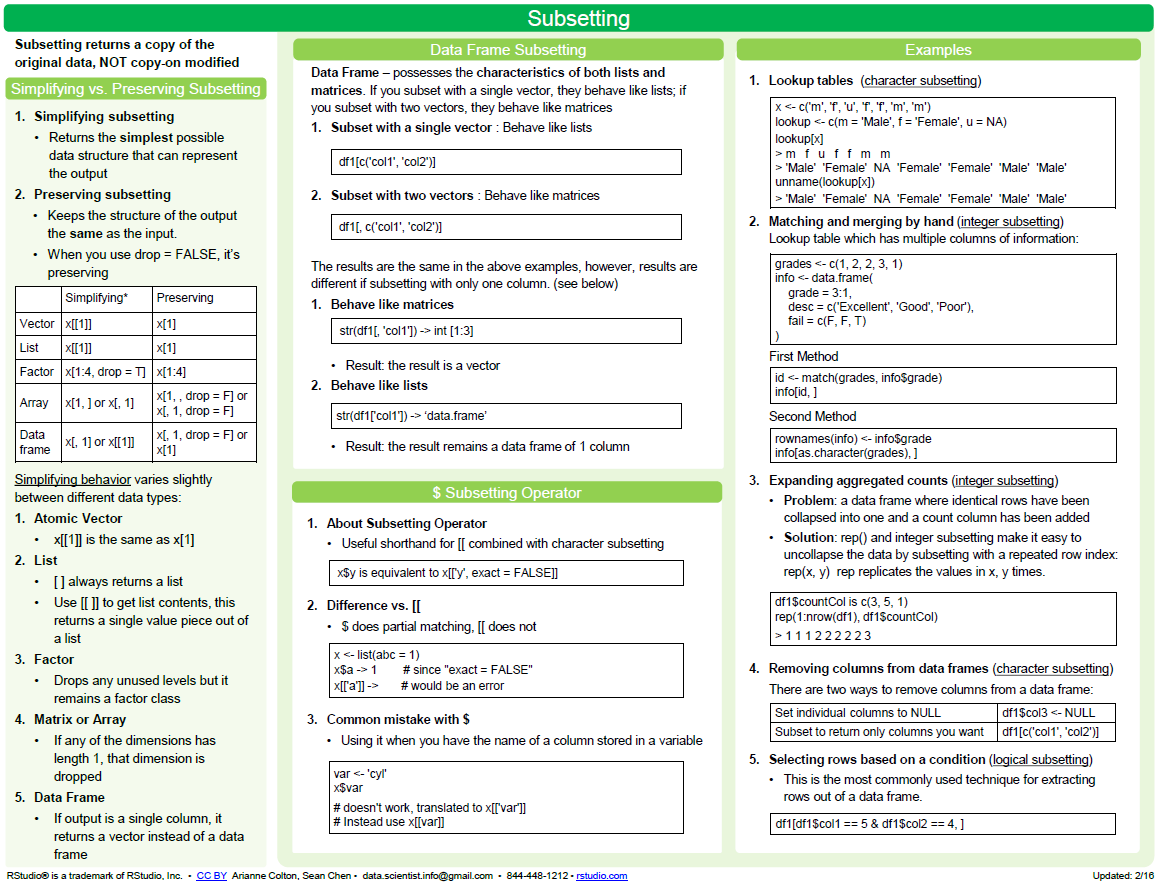 Subsetting
Subsetting returns a copy of the
original data, NOT copy-on modified
Simplifying vs. Preserving Subsetting
1. Simplifying subsetting
• Returns the simplest possible
data structure that can represent
the output
2. Preserving subsetting
• Keeps the structure of the output
the same as the input.
• When you use drop = FALSE, it's
preserving
Simplifying* Preserving
Vector x[[1]] x[1]
List x[[1]] x[1]
Factor x[1:4, drop = T] x[1:4]
Array x[1, ] or x[, 1] x[1, , drop = F] or
x[, 1, drop = F]
Data
frame x[, 1] or x[[1]] x[, 1, drop = F] or
x[1]
Simplifying behavior varies slightly
between different data types:
1. Atomic Vector
• x[[1]] is the same as x[1]
2. List
• [ ] always returns a list
• Use [[ ]] to get list contents, this
returns a single value piece out of
a list
3. Factor
• Drops any unused levels but it
remains a factor class
4. Matrix or Array
• If any of the dimensions has
length 1, that dimension is
dropped
5. Data Frame
• If output is a single column, it
returns a vector instead of a data
frame
Data Frame Subsetting
Data Frame – possesses the characteristics of both lists and
matrices. If you subset with a single vector, they behave like lists; if
you subset with two vectors, they behave like matrices
1. Subset with a single vector : Behave like lists
df1[c('col1', 'col2')]
2. Subset with two vectors : Behave like matrices
df1[, c('col1', 'col2')]
The results are the same in the above examples, however, results are
different if subsetting with only one column. (see below)
1. Behave like matrices
str(df1[, 'col1']) -> int [1:3]
• Result: the result is a vector
2. Behave like lists
str(df1['col1']) -> ‘data.frame’
• Result: the result remains a data frame of 1 column
$ Subsetting Operator
1. About Subsetting Operator
• Useful shorthand for [[ combined with character subsetting
x$y is equivalent to x[['y', exact = FALSE]]
2. Difference vs. [[
• $ does partial matching, [[ does not
x <- list(abc = 1)
x$a -> 1 # since "exact = FALSE"
x[['a']] -> # would be an error
3. Common mistake with $
• Using it when you have the name of a column stored in a variable
var <- 'cyl'
x$var
# doesn't work, translated to x[['var']]
# Instead use x[[var]]
Examples
1. Lookup tables (character subsetting)
x <- c('m', 'f', 'u', 'f', 'f', 'm', 'm')
lookup <- c(m = 'Male', f = 'Female', u = NA)
lookup[x]
> m f u f f m m
> 'Male' 'Female' NA 'Female' 'Female' 'Male' 'Male'
unname(lookup[x])
> 'Male' 'Female' NA 'Female' 'Female' 'Male' 'Male'
2. Matching and merging by hand (integer subsetting)
Lookup table which has multiple columns of information:
grades <- c(1, 2, 2, 3, 1)
info <- data.frame(
grade = 3:1,
desc = c('Excellent', 'Good', 'Poor'),
fail = c(F, F, T)
)
First Method
id <- match(grades, info$grade)
info[id, ]
Second Method
rownames(info) <- info$grade
info[as.character(grades), ]
3. Expanding aggregated counts (integer subsetting)
• Problem: a data frame where identical rows have been
collapsed into one and a count column has been added
• Solution: rep() and integer subsetting make it easy to
uncollapse the data by subsetting with a repeated row index:
rep(x, y) rep replicates the values in x, y times.
df1$countCol is c(3, 5, 1)
rep(1:nrow(df1), df1$countCol)
> 1 1 1 2 2 2 2 2 3
4. Removing columns from data frames (character subsetting)
There are two ways to remove columns from a data frame:
Set individual columns to NULL df1$col3 <- NULL
Subset to return only columns you want df1[c('col1', 'col2')]
5. Selecting rows based on a condition (logical subsetting)
• This is the most commonly used technique for extracting
rows out of a data frame.
df1[df1$col1 == 5 & df1$col2 == 4, ]
RStudio® is a trademark of RStudio, Inc. • CC BY Arianne Colton, Sean Chen • data.scientist.info@gmail.com • 844-448-1212 • rstudio.com Updated: 2/16